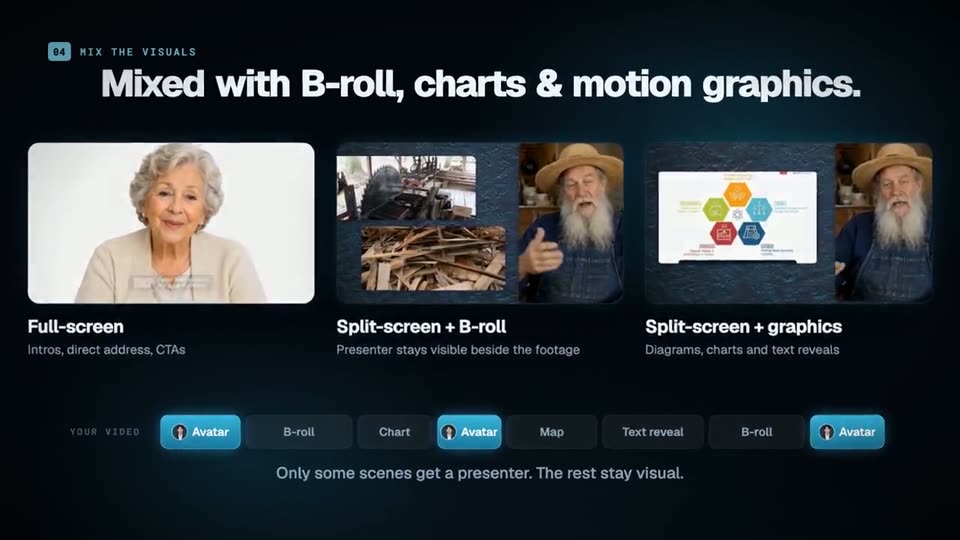 04 MIX THE VISUALS
Mixed with B-roll, charts & motion graphics.
Full-screen
Intros, direct address, CTAs
Split-screen + B-roll
Presenter stays visible beside the footage
Split-screen + graphics
Diagrams, charts and text reveals
YOUR VIDEO
Avatar
B-roll
Chart
Avatar
Map
Text reveal
B-roll
Avatar
Only some scenes get a presenter. The rest stay visual.